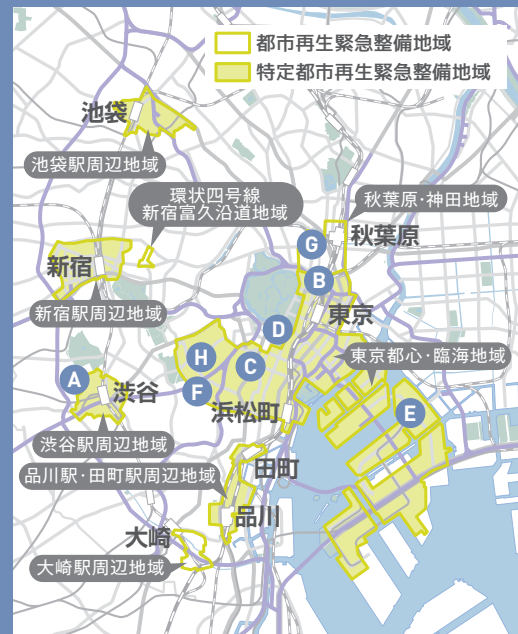 都市再生緊急整備地域
特定都市再生緊急整備地域
池袋
池袋駅周辺地域
環状四号線
新宿富久沿道地域
秋葉原・神田地域
G
秋葉原
新宿
B
新宿駅周辺地域
東京
D
東京都心・臨海地域
H
C
A
渋谷
F
E
浜松町
渋谷駅周辺地域
田町
品川駅・田町駅周辺地域
品川
大崎
大崎駅周辺地域